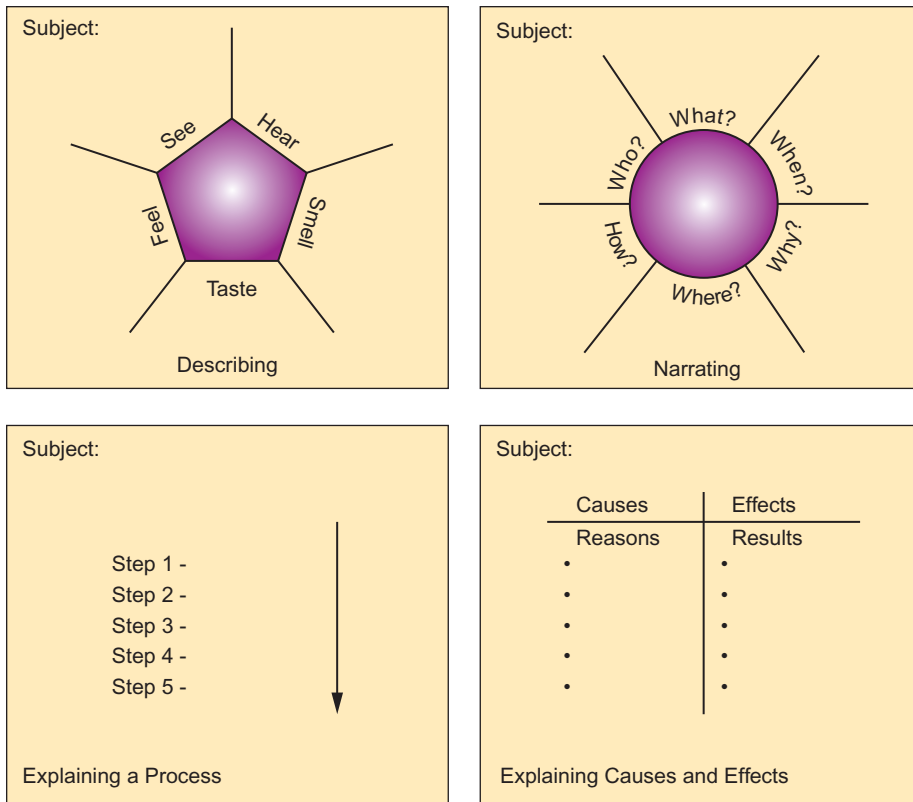 Subject:
See
Hear
Feel
Smell
Taste
Describing
Subject:
What?
Who?
When?
How?
Why?
Where?
Narrating
Subject:
Step 1 -
Step 2 -
Step 3 -
Step 4 -
Step 5 -
Explaining a Process
Subject:
Causes Effects
Reasons Results
• •
• •
• •
• •
• •
Explaining Causes and Effects